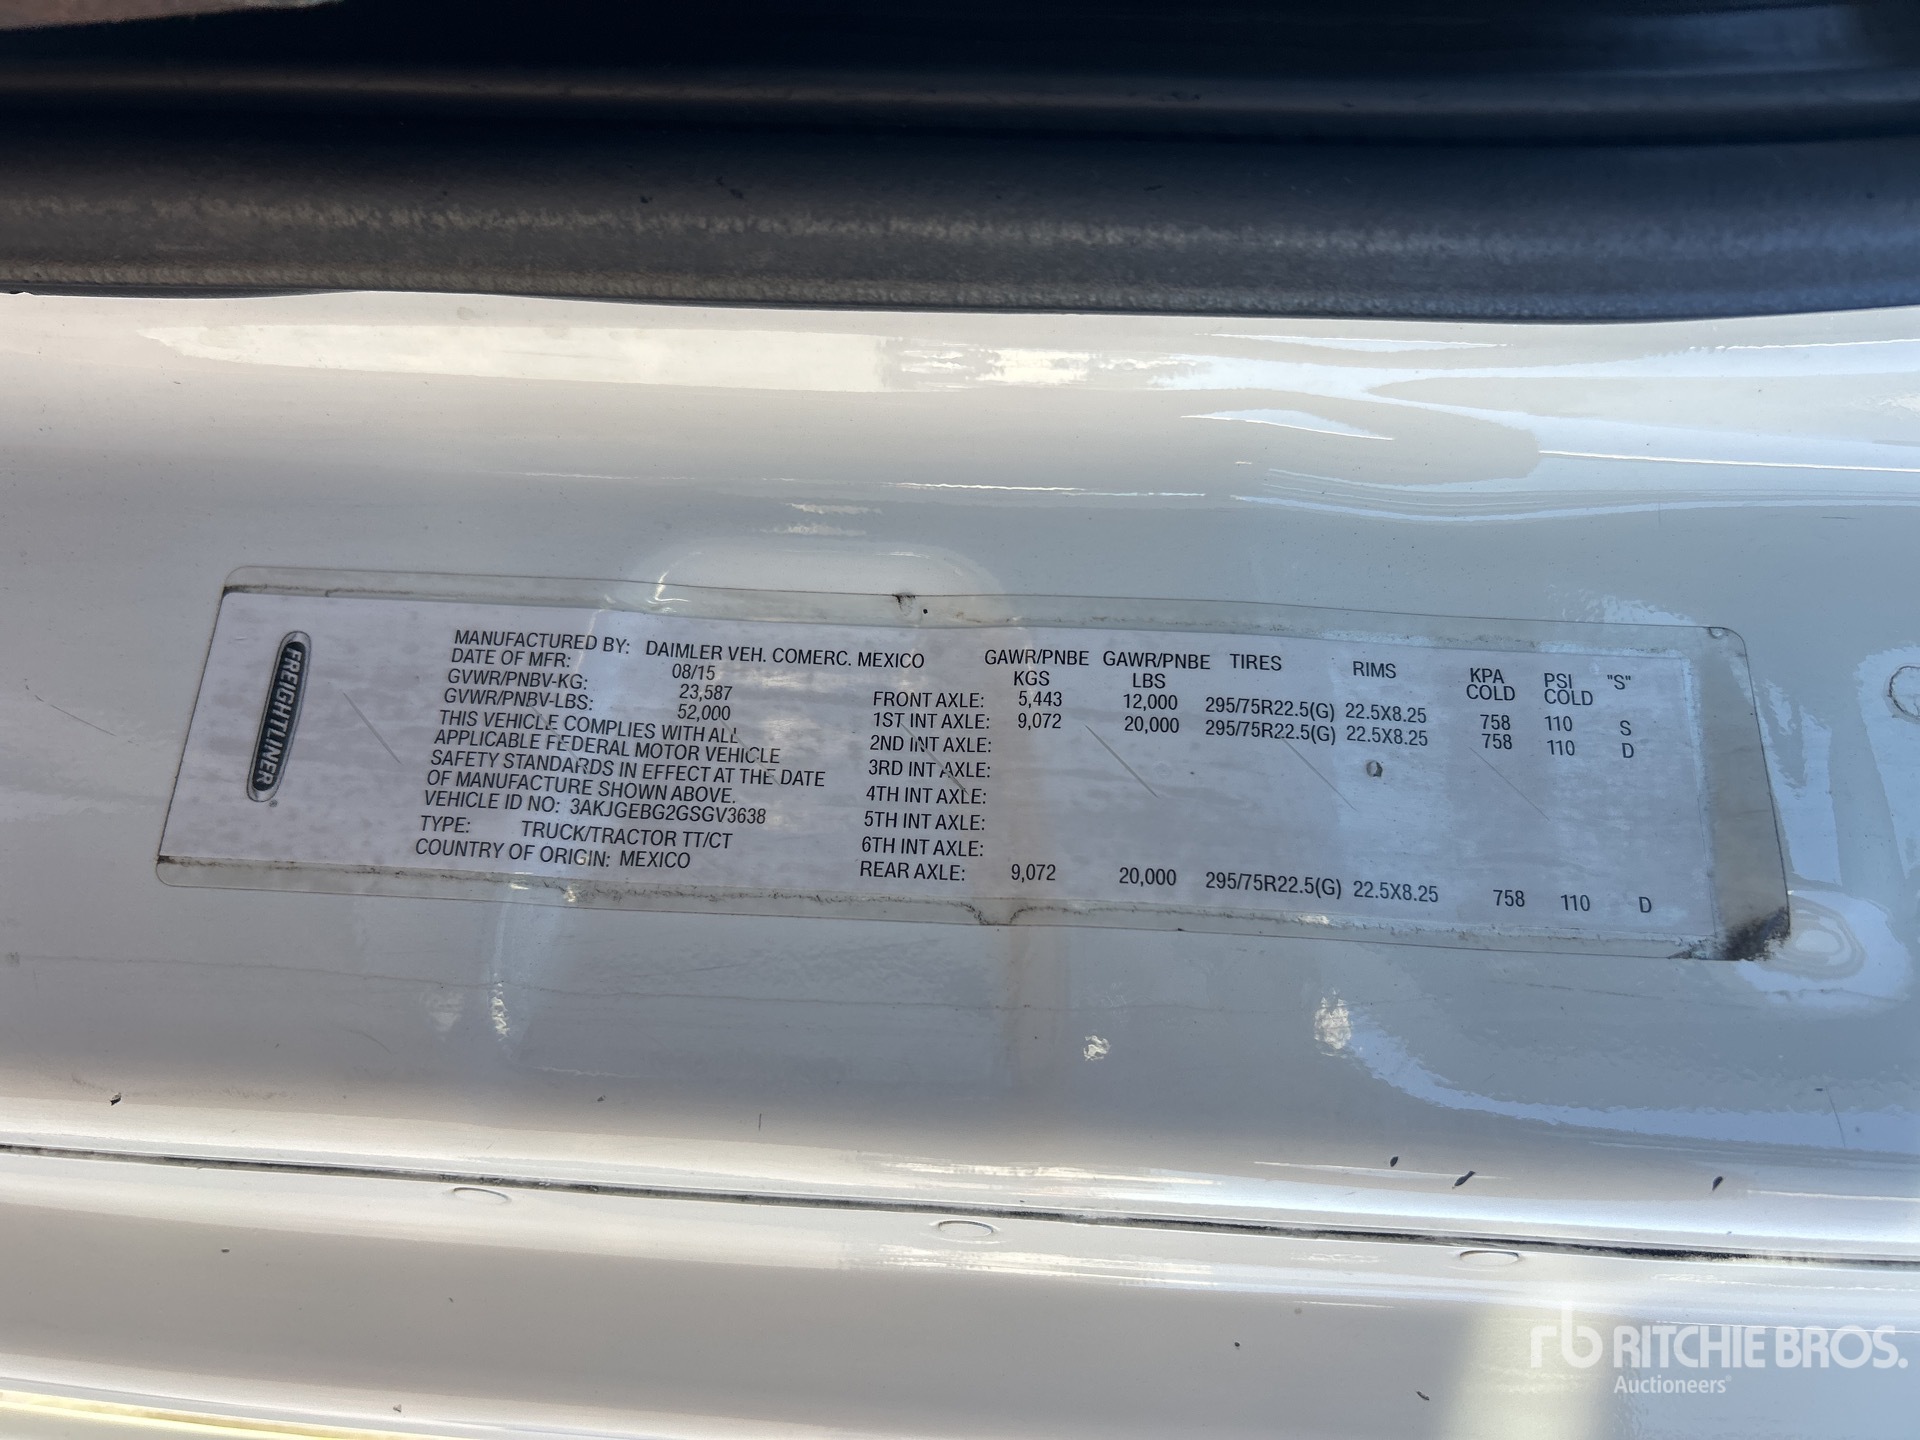 FREIGHTLINER
MANUFACTURED BY: DAIMLER VEH. COMERC. MEXICO
DATE OF MFR: 08/15
GVWR/PNBV-KG: 23,587
GVWR/PNBV-LBS: 52,000
THIS VEHICLE COMPLIES WITH ALL
APPLICABLE FEDERAL MOTOR VEHICLE
SAFETY STANDARDS IN EFFECT AT THE DATE
OF MANUFACTURE SHOWN ABOVE.
VEHICLE ID NO: 3AKJGEBG2GSGV3638
TYPE: TRUCK/TRACTOR TT/CT
COUNTRY OF ORIGIN: MEXICO
GAWR/PNBE GAWR/PNBE TIRES RIMS KPA PSI "S"
KGS LBS COLD COLD
FRONT AXLE: 5,443 12,000 295/75R22.5(G) 22.5X8.25 758 110 S
1ST INT AXLE: 9,072 20,000 295/75R22.5(G) 22.5X8.25 758 110 D
2ND INT AXLE:
3RD INT AXLE:
4TH INT AXLE:
5TH INT AXLE:
6TH INT AXLE:
REAR AXLE: 9,072 20,000 295/75R22.5(G) 22.5X8.25 758 110 D
rb RITCHIE BROS.
Auctioneers